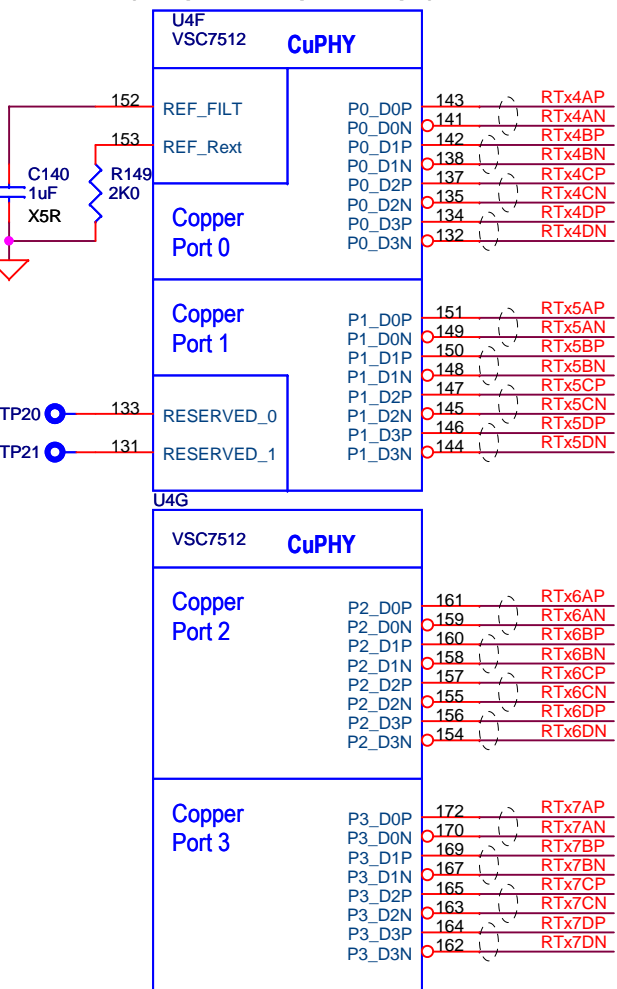 U4F
VSC7512
CuPHY
152
REF_FILT
153
REF_Rext
C140
1uF
X5R
R149
2K0
Copper
Port 0
P0_D0P 143 RTx4AP
P0_D0N 141 RTx4AN
P0_D1P 142 RTx4BP
P0_D1N 138 RTx4BN
P0_D2P 137 RTx4CP
P0_D2N 135 RTx4CN
P0_D3P 134 RTx4DP
P0_D3N 132 RTx4DN
Copper
Port 1
P1_D0P 151 RTx5AP
P1_D0N 149 RTx5AN
P1_D1P 150 RTx5BP
P1_D1N 148 RTx5BN
P1_D2P 147 RTx5CP
P1_D2N 145 RTx5CN
P1_D3P 146 RTx5DP
P1_D3N 144 RTx5DN
TP20 133 RESERVED_0
TP21 131 RESERVED_1
U4G
VSC7512
CuPHY
Copper
Port 2
P2_D0P 161 RTx6AP
P2_D0N 159 RTx6AN
P2_D1P 160 RTx6BP
P2_D1N 158 RTx6BN
P2_D2P 157 RTx6CP
P2_D2N 155 RTx6CN
P2_D3P 156 RTx6DP
P2_D3N 154 RTx6DN
Copper
Port 3
P3_D0P 172 RTx7AP
P3_D0N 170 RTx7AN
P3_D1P 169 RTx7BP
P3_D1N 167 RTx7BN
P3_D2P 165 RTx7CP
P3_D2N 163 RTx7CN
P3_D3P 164 RTx7DP
P3_D3N 162 RTx7DN